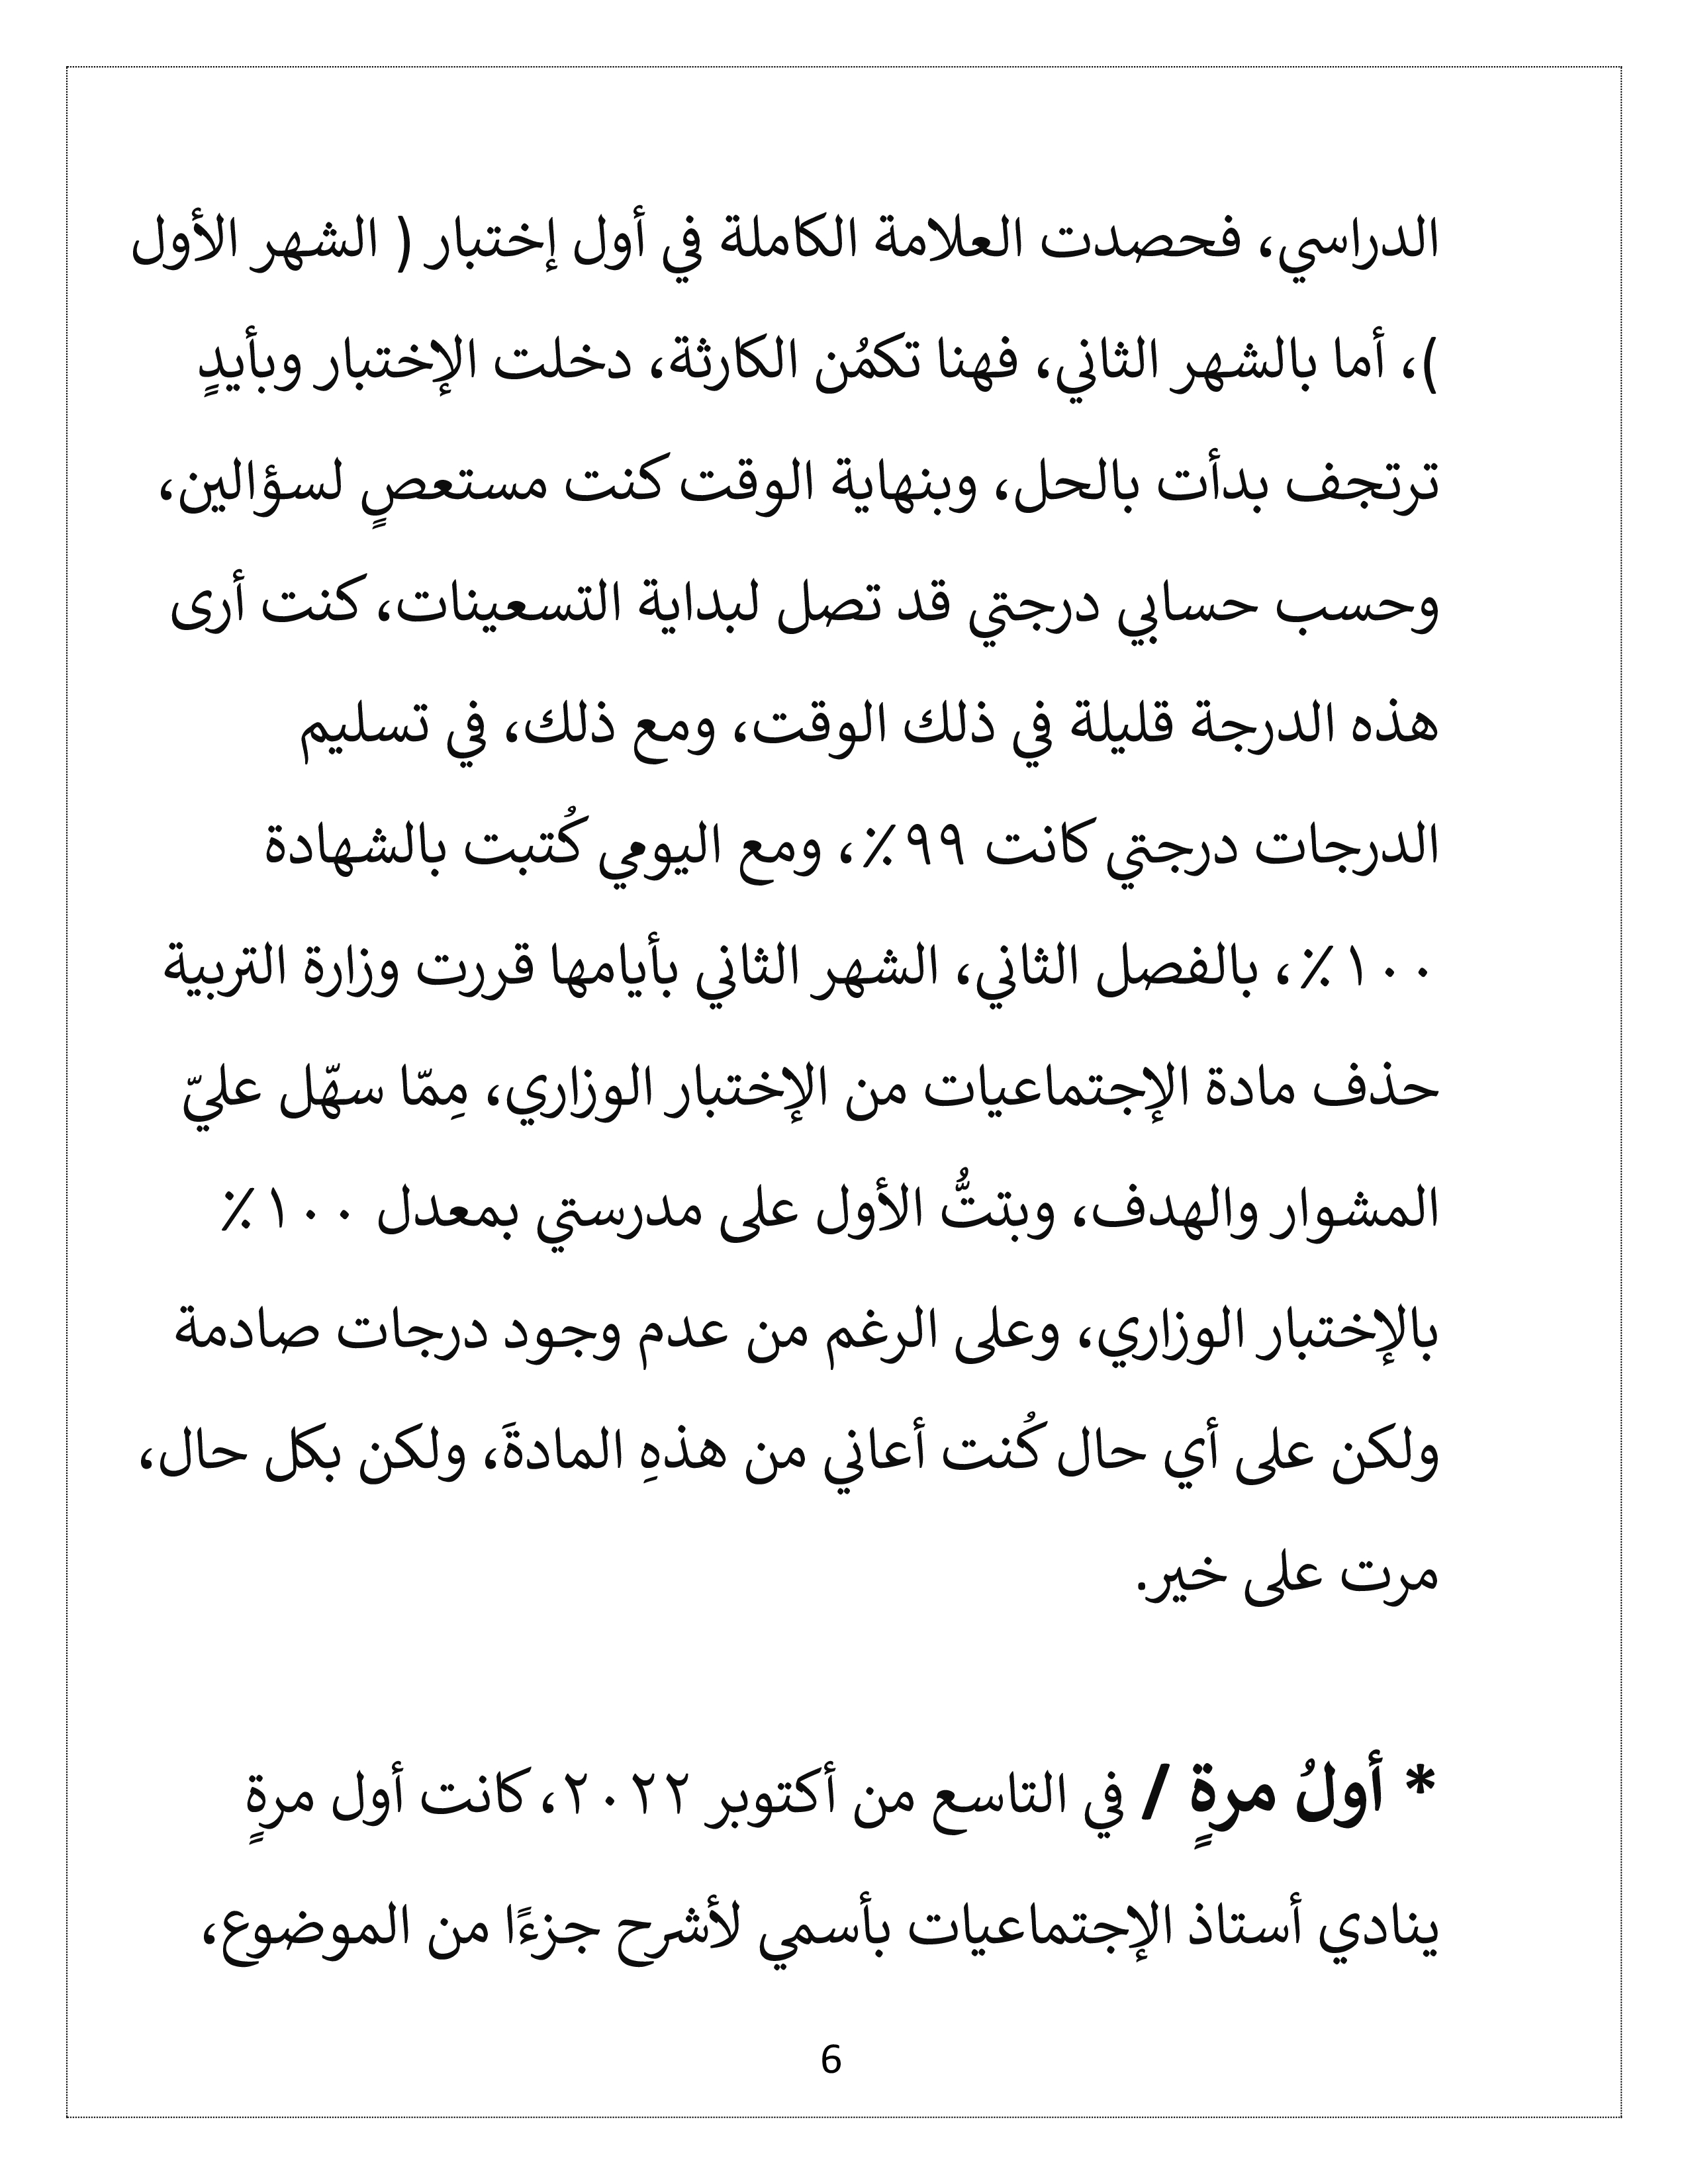 الدراسي، فحصدت العلامة الكاملة في أول إختبار ( الشهر الأول
)، أما بالشهر الثاني، فهنا تكمُن الكارثة، دخلت الإختبار وبأيدٍ
ترتجف بدأت بالحل، وبنهاية الوقت كنت مستعصٍ لسؤالين،
وحسب حسابي درجتي قد تصل لبداية التسعينات، كنت أرى
هذه الدرجة قليلة في ذلك الوقت، ومع ذلك، في تسليم
الدرجات درجتي كانت ٩٩٪، ومع اليومي كُتبت بالشهادة
١٠٠٪، بالفصل الثاني، الشهر الثاني بأيامها قررت وزارة التربية
حذف مادة الإجتماعيات من الإختبار الوزاري، مِمّا سهّل عليّ
المشوار والهدف، وبتتُّ الأول على مدرستي بمعدل ١٠٠٪
بالإختبار الوزاري، وعلى الرغم من عدم وجود درجات صادمة
ولكن على أي حال كُنت أعاني من هذهِ المادةَ، ولكن بكل حال،
مرت على خير.
* أولُ مرةٍ / في التاسع من أكتوبر ٢٠٢٢، كانت أول مرةٍ
ينادي أستاذ الإجتماعيات بأسمي لأشرح جزءًا من الموضوع،
6